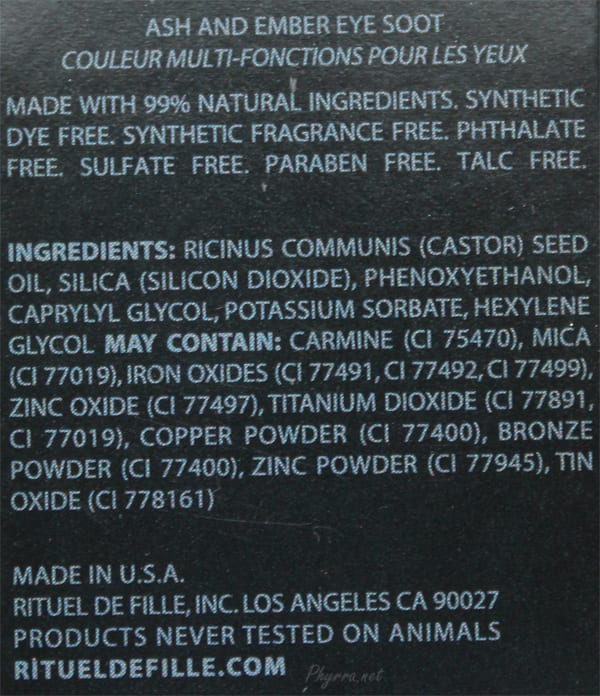 ASH AND EMBER EYE SOOT
COULEUR MULTI-FONCTIONS POUR LES YEUX
MADE WITH 99% NATURAL INGREDIENTS. SYNTHETIC
DYE FREE. SYNTHETIC FRAGRANCE FREE. PHTHALATE
FREE. SULFATE FREE. PARABEN FREE. TALC FREE.
INGREDIENTS: RICINUS COMMUNIS (CASTOR) SEED
OIL, SILICA (SILICON DIOXIDE), PHENOXYETHANOL,
CAPRYLYL GLYCOL, POTASSIUM SORBATE, HEXYLENE
GLYCOL MAY CONTAIN: CARMINE (CI 75470), MICA
(CI 77019), IRON OXIDES (CI 77491, CI 77492, CI 77499),
ZINC OXIDE (CI 77497), TITANIUM DIOXIDE (CI 77891,
CI 77019), COPPER POWDER (CI 77400), BRONZE
POWDER (CI 77400), ZINC POWDER (CI 77945), TIN
OXIDE (CI 778161)
MADE IN U.S.A.
RITUEL DE FILLE, INC. LOS ANGELES CA 90027
PRODUCTS NEVER TESTED ON ANIMALS
RITUELDEFILLE.COM
Phyrra.net